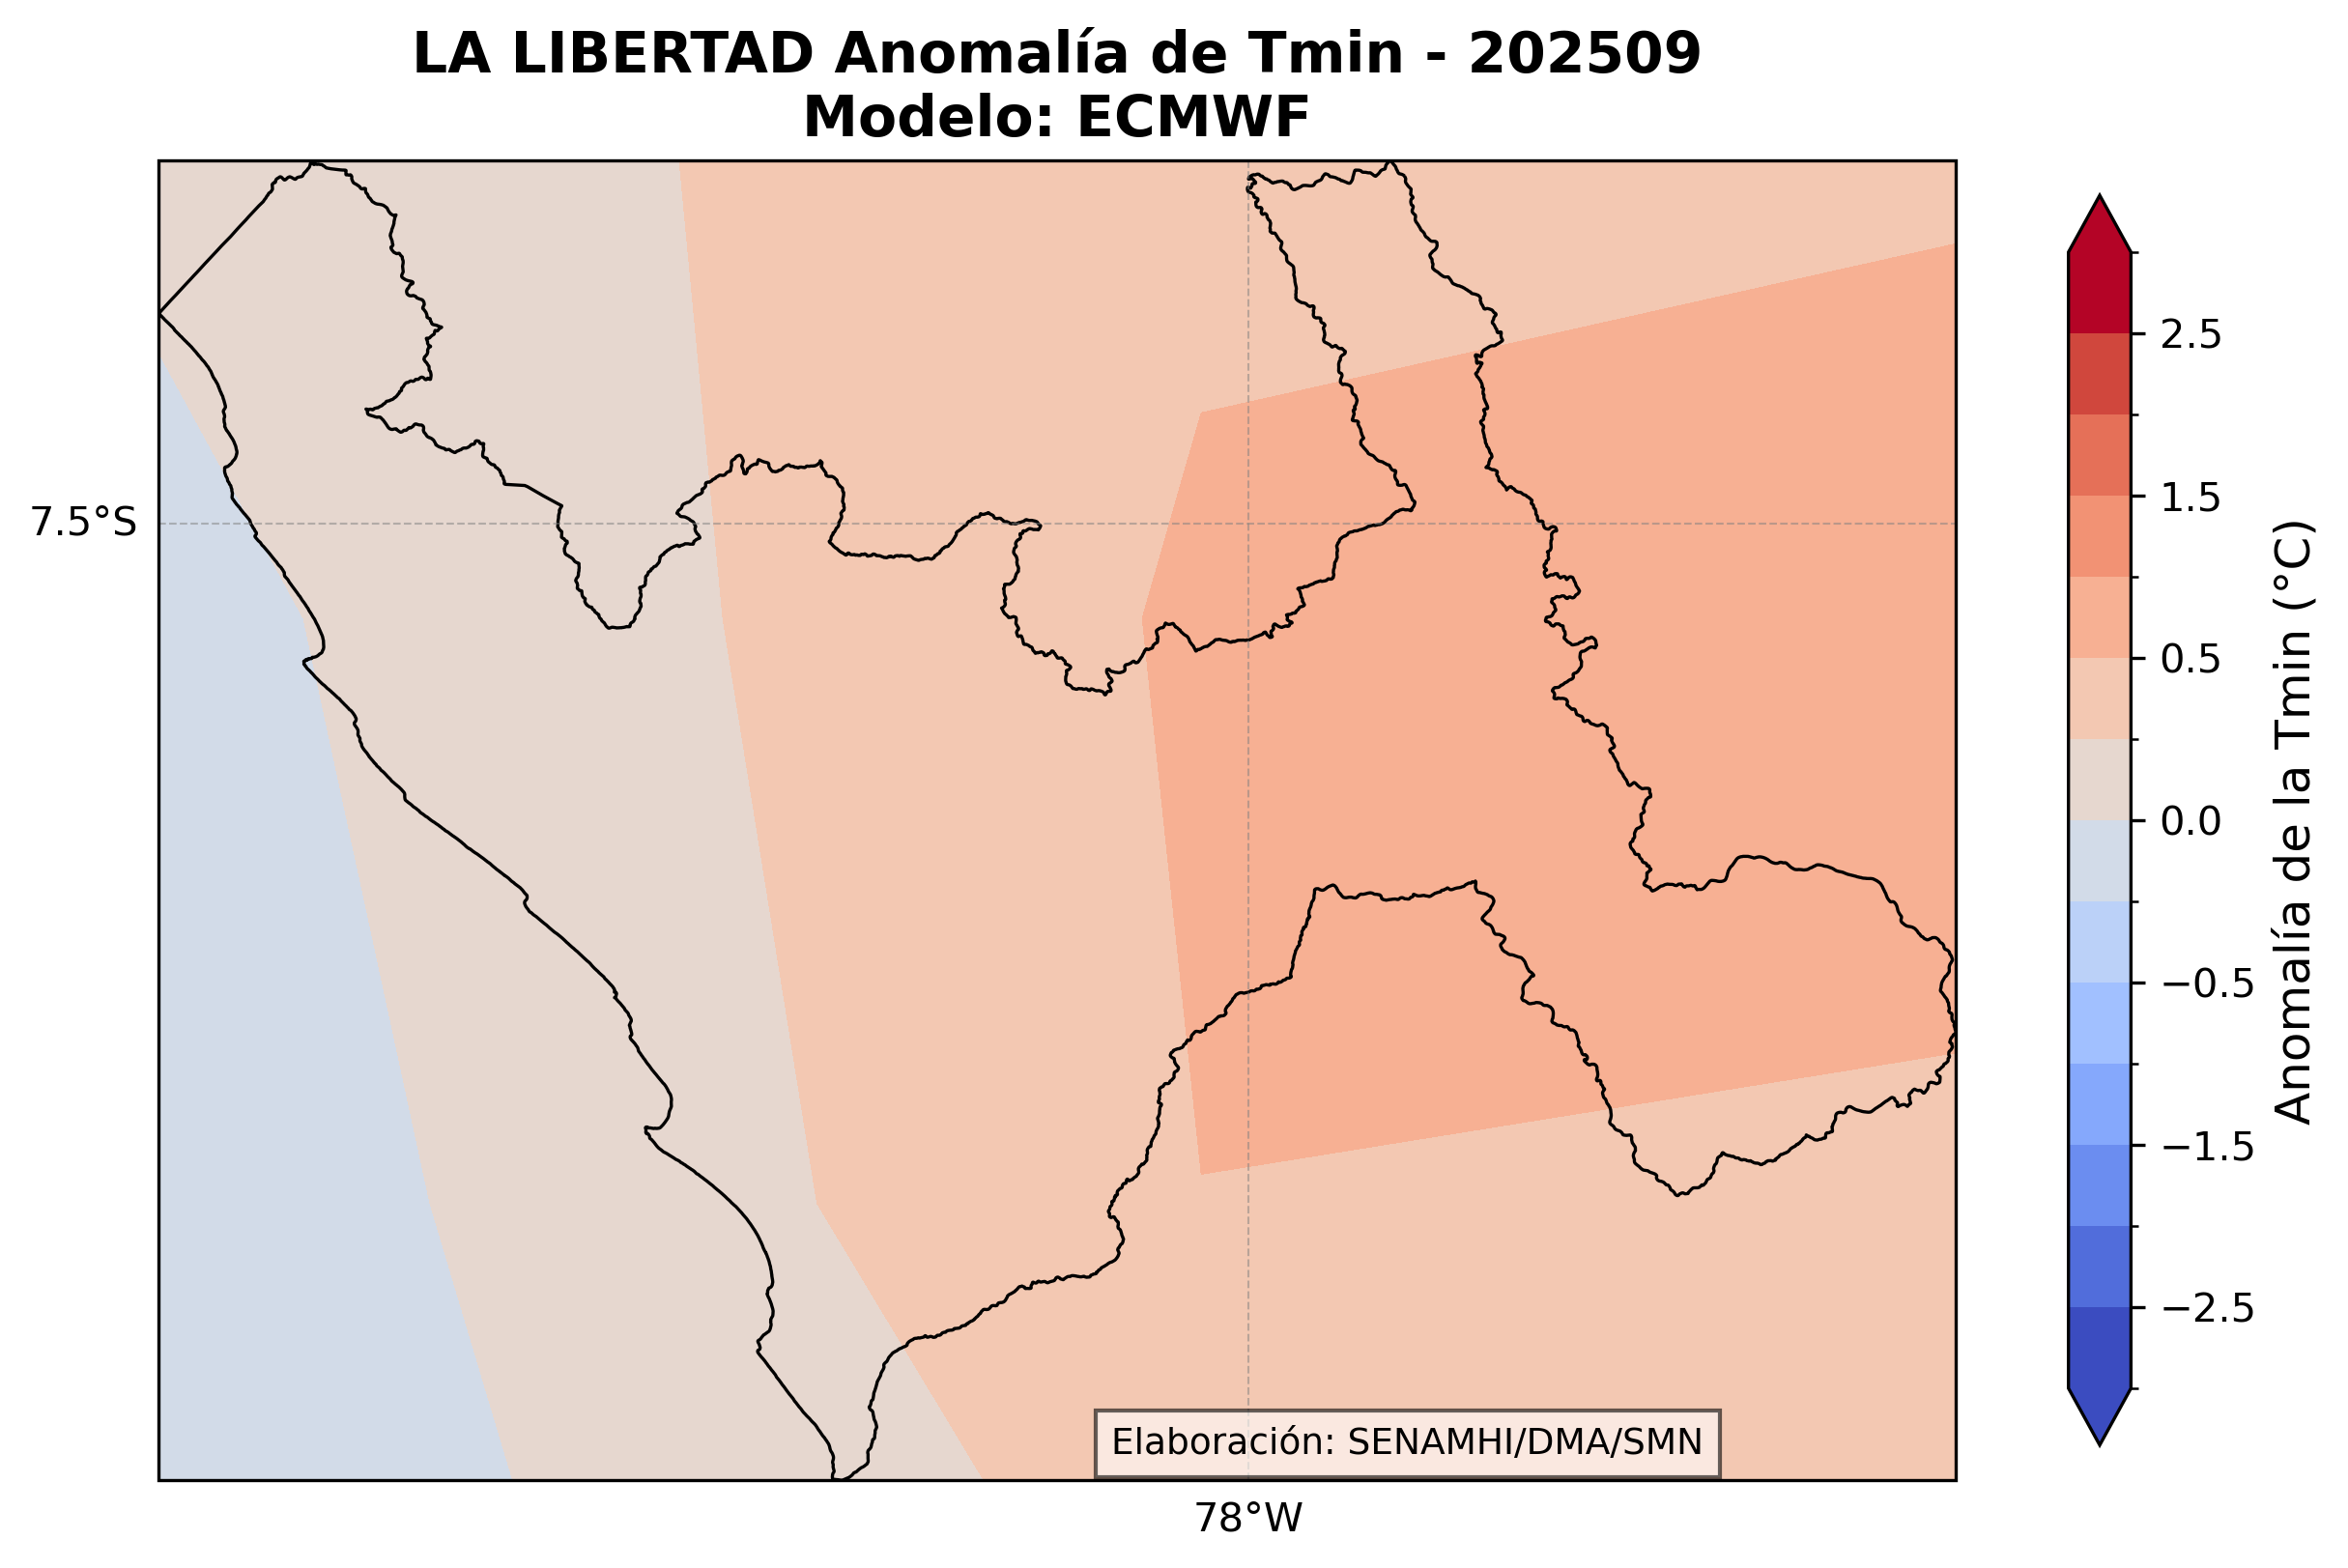 LA LIBERTAD Anomalía de Tmin - 202509
Modelo: ECMWF
7.5°S
78°W
Elaboración: SENAMHI/DMA/SMN
2.5
1.5
0.5
0.0
−0.5
−1.5
−2.5
Anomalía de la Tmin (°C)